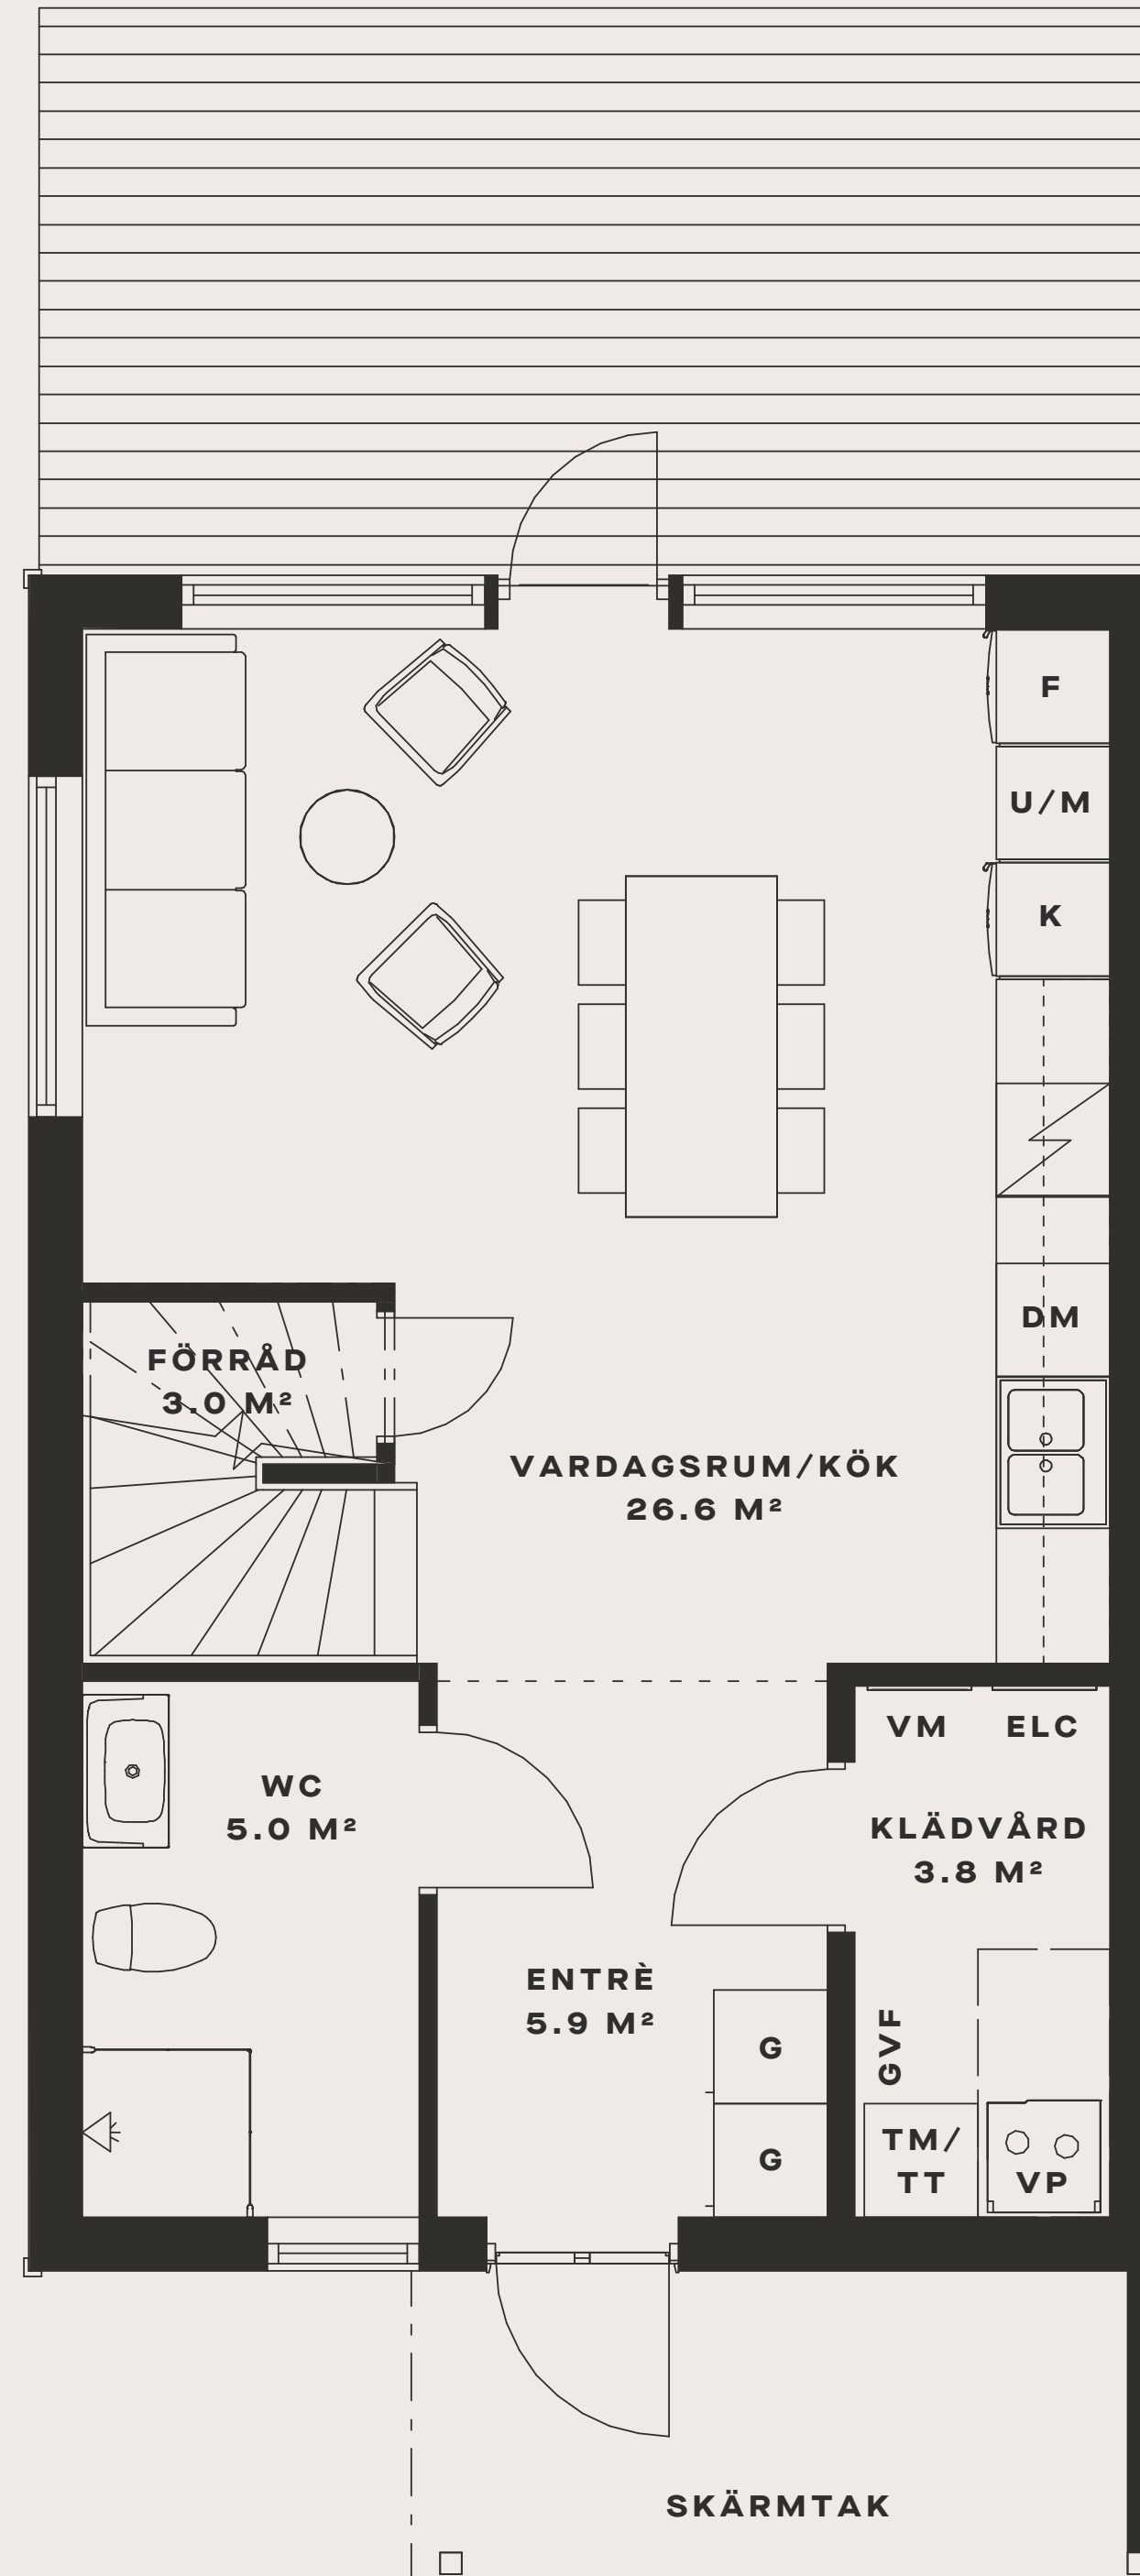 F
U/M
K
DM
FÖRRÅD
3.0 M²
VARDAGSRUM/KÖK
26.6 M²
VM
ELC
WC
5.0 M²
KLÄDVÅRD
3.8 M²
ENTRÈ
5.9 M²
GVF
G
G
TM/
TT
VP
SKÄRMTAK